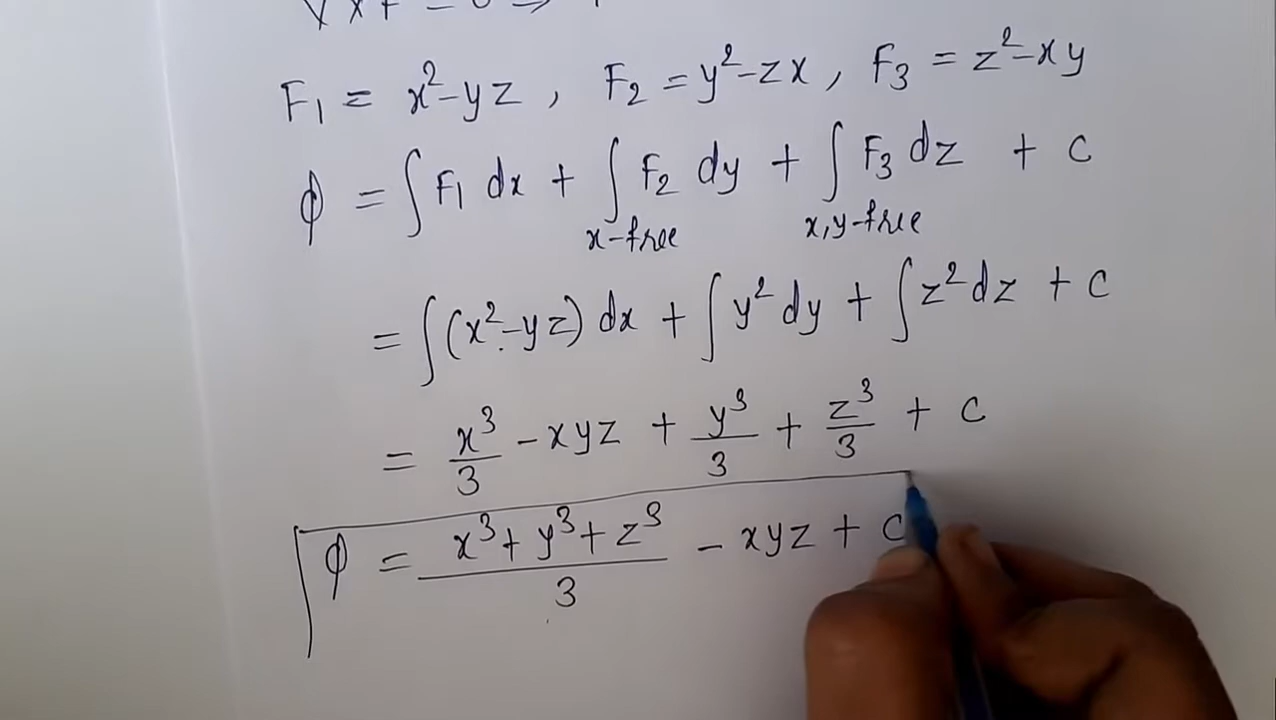 ∇ × F = 0 ⇒
F₁ = x² - yz , F₂ = y² - zx , F₃ = z² - xy
ϕ = ∫ F₁ dx + ∫ F₂ dy + ∫ F₃ dz + c
x-free x,y-free
= ∫ (x² - yz) dx + ∫ y² dy + ∫ z² dz + c
= x³/3 - xyz + y³/3 + z³/3 + c
ϕ = x³ + y³ + z³/3 - xyz + c